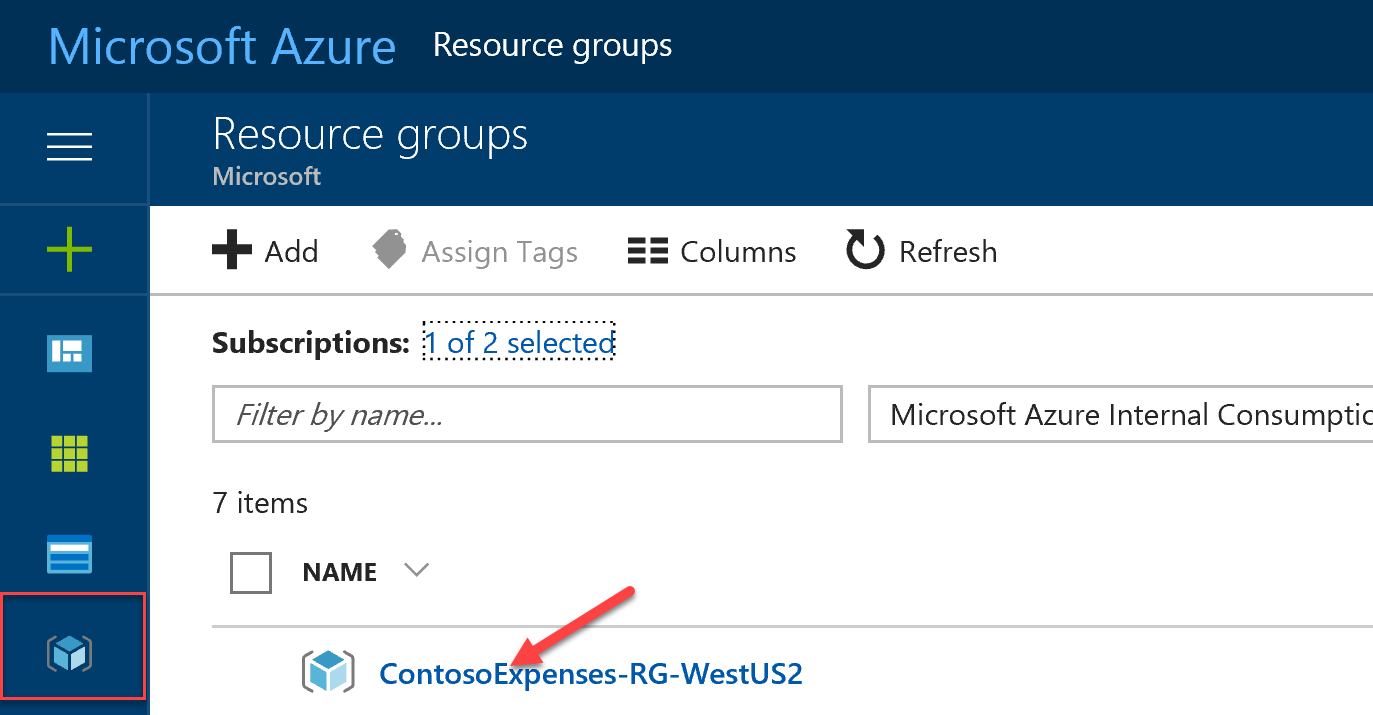 Microsoft Azure Resource groups
Resource groups
Microsoft
Add Assign Tags Columns Refresh
Subscriptions: 1 of 2 selected
Filter by name... Microsoft Azure Internal Consumptio
7 items
NAME
ContosoExpenses-RG-WestUS2